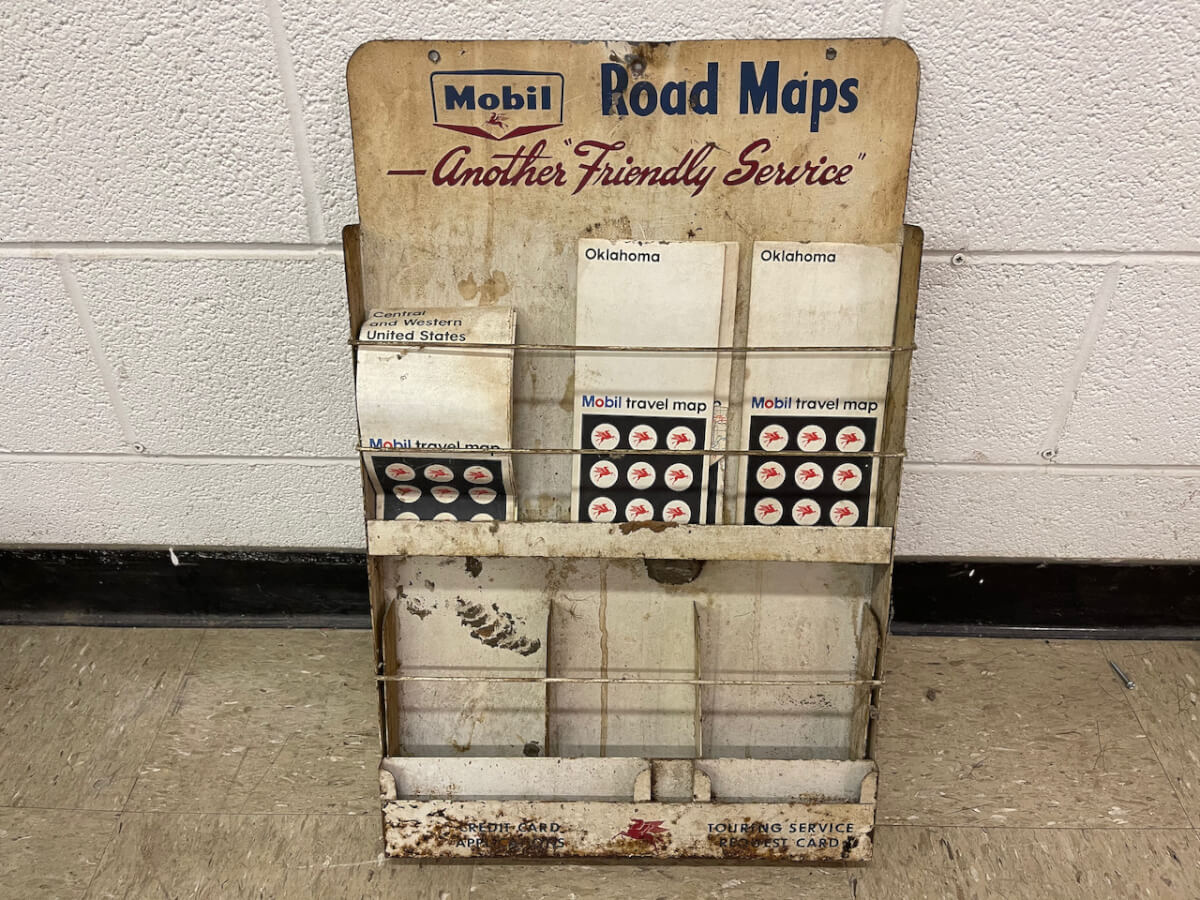 Mobil
Road Maps
—Another "Friendly Service"
Oklahoma
Oklahoma
Central
and Western
United States
Mobil travel map
Mobil travel map
Mobil travel map
CREDIT CARD
TOURING SERVICE
REQUEST CARD